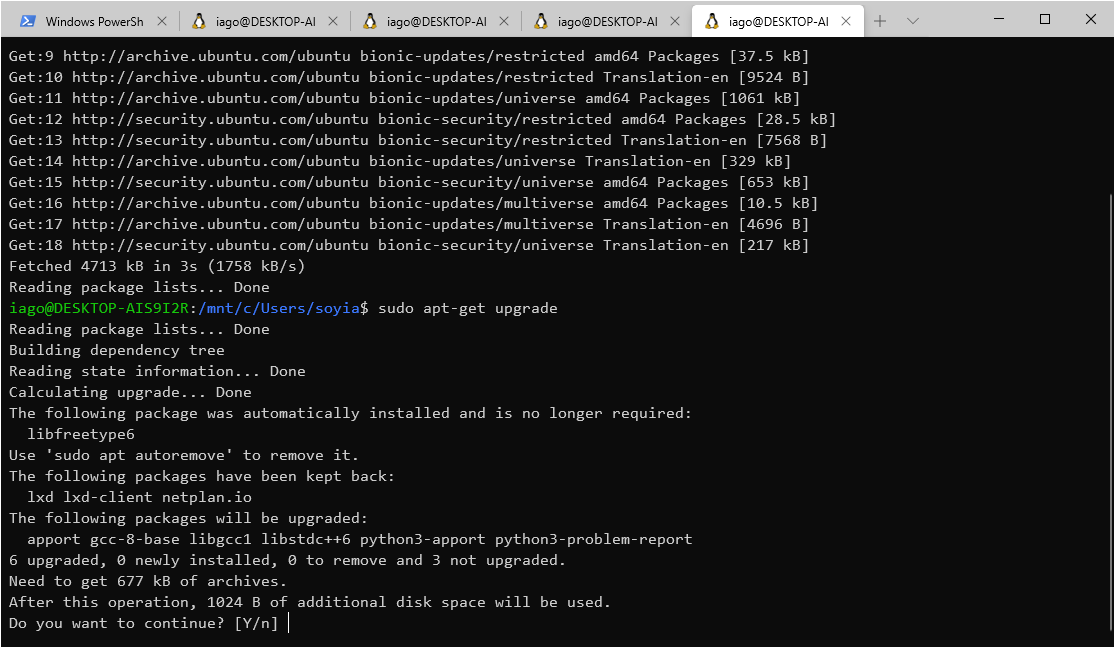 Windows PowerSh
iago@DESKTOP-AI
iago@DESKTOP-AI
iago@DESKTOP-AI
iago@DESKTOP-AI
Get:9 http://archive.ubuntu.com/ubuntu bionic-updates/restricted amd64 Packages [37.5 kB]
Get:10 http://archive.ubuntu.com/ubuntu bionic-updates/restricted Translation-en [9524 B]
Get:11 http://archive.ubuntu.com/ubuntu bionic-updates/universe amd64 Packages [1061 kB]
Get:12 http://security.ubuntu.com/ubuntu bionic-security/restricted amd64 Packages [28.5 kB]
Get:13 http://security.ubuntu.com/ubuntu bionic-security/restricted Translation-en [7568 B]
Get:14 http://archive.ubuntu.com/ubuntu bionic-updates/universe Translation-en [329 kB]
Get:15 http://security.ubuntu.com/ubuntu bionic-security/universe amd64 Packages [653 kB]
Get:16 http://archive.ubuntu.com/ubuntu bionic-updates/multiverse amd64 Packages [10.5 kB]
Get:17 http://archive.ubuntu.com/ubuntu bionic-updates/multiverse Translation-en [4696 B]
Get:18 http://security.ubuntu.com/ubuntu bionic-security/universe Translation-en [217 kB]
Fetched 4713 kB in 3s (1758 kB/s)
Reading package lists... Done
iago@DESKTOP-AIS9I2R:/mnt/c/Users/soyia$ sudo apt-get upgrade
Reading package lists... Done
Building dependency tree
Reading state information... Done
Calculating upgrade... Done
The following package was automatically installed and is no longer required:
  libfreetype6
Use 'sudo apt autoremove' to remove it.
The following packages have been kept back:
  lxd lxd-client netplan.io
The following packages will be upgraded:
  apport gcc-8-base libgcc1 libstdc++6 python3-apport python3-problem-report
6 upgraded, 0 newly installed, 0 to remove and 3 not upgraded.
Need to get 677 kB of archives.
After this operation, 1024 B of additional disk space will be used.
Do you want to continue? [Y/n]